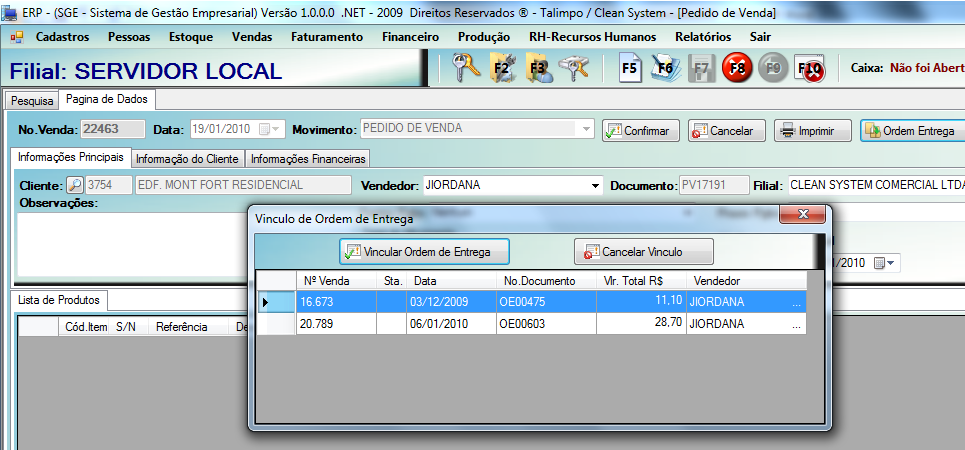 ERP - (SGE - Sistema de Gestão Empresarial) Versão 1.0.0.0 .NET - 2009 Direitos Reservados ® - Talimpo / Clean System - [Pedido de Venda]
Cadastros Pessoas Estoque Vendas Faturamento Financeiro Produção RH-Recursos Humanos Relatórios Sair
Filial: SERVIDOR LOCAL F2 F3 F5 F6 F7 F8 F9 F10 Caixa: Não foi Abert
Pesquisa Pagina de Dados
No.Venda: 22463 Data: 19/01/2010 Movimento: PEDIDO DE VENDA Confirmar Cancelar Imprimir Ordem Entrega
Informações Principais Informação do Cliente Informações Financeiras
Cliente: 3754 EDF. MONT FORT RESIDENCIAL Vendedor: JIORDANA Documento: PV17191 Filial: CLEAN SYSTEM COMERCIAL LTDA
Observações:
Vinculo de Ordem de Entrega
Vincular Ordem de Entrega Cancelar Vinculo
/2010
Nº Venda Sta. Data No.Documento Vlr. Total R$ Vendedor
16.673 03/12/2009 OE00475 11,10 JIORDANA ...
20.789 06/01/2010 OE00603 28,70 JIORDANA ...
Lista de Produtos
Cód.Item S/N Referência De